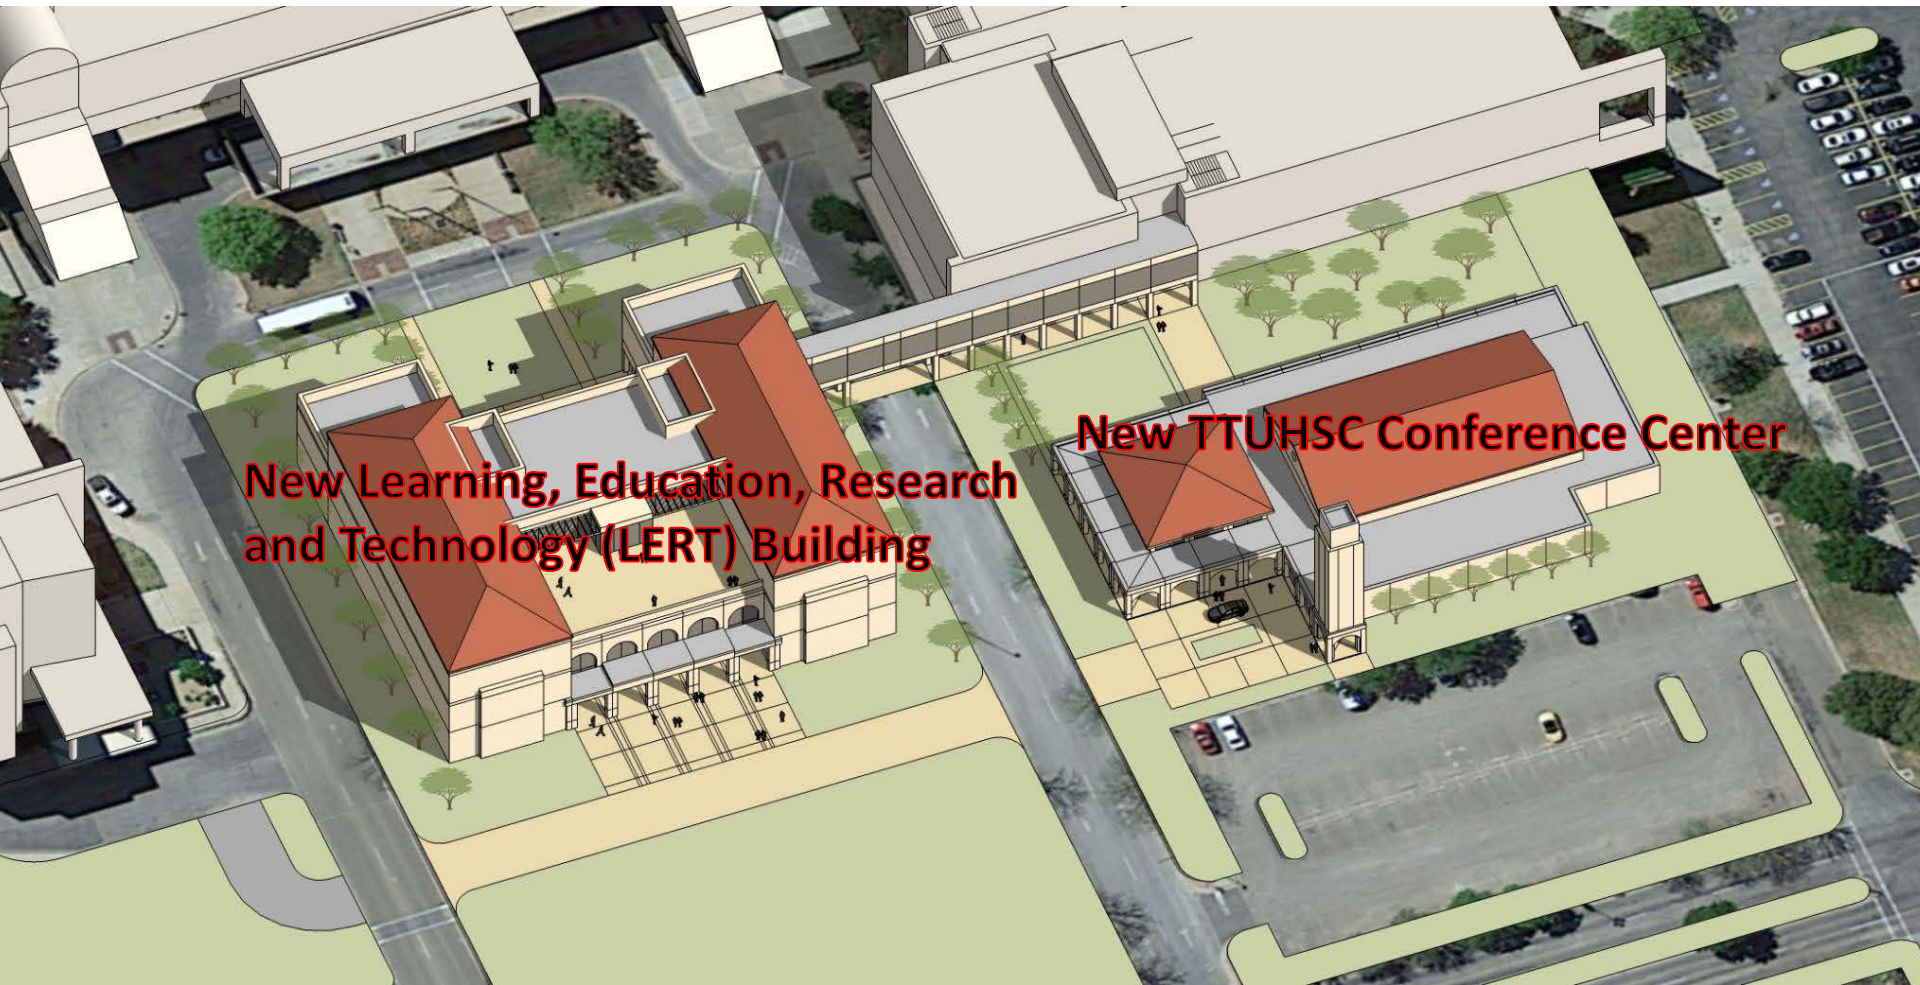 New TTUHSC Conference Center
New Learning, Education, Research
and Technology (LERT) Building